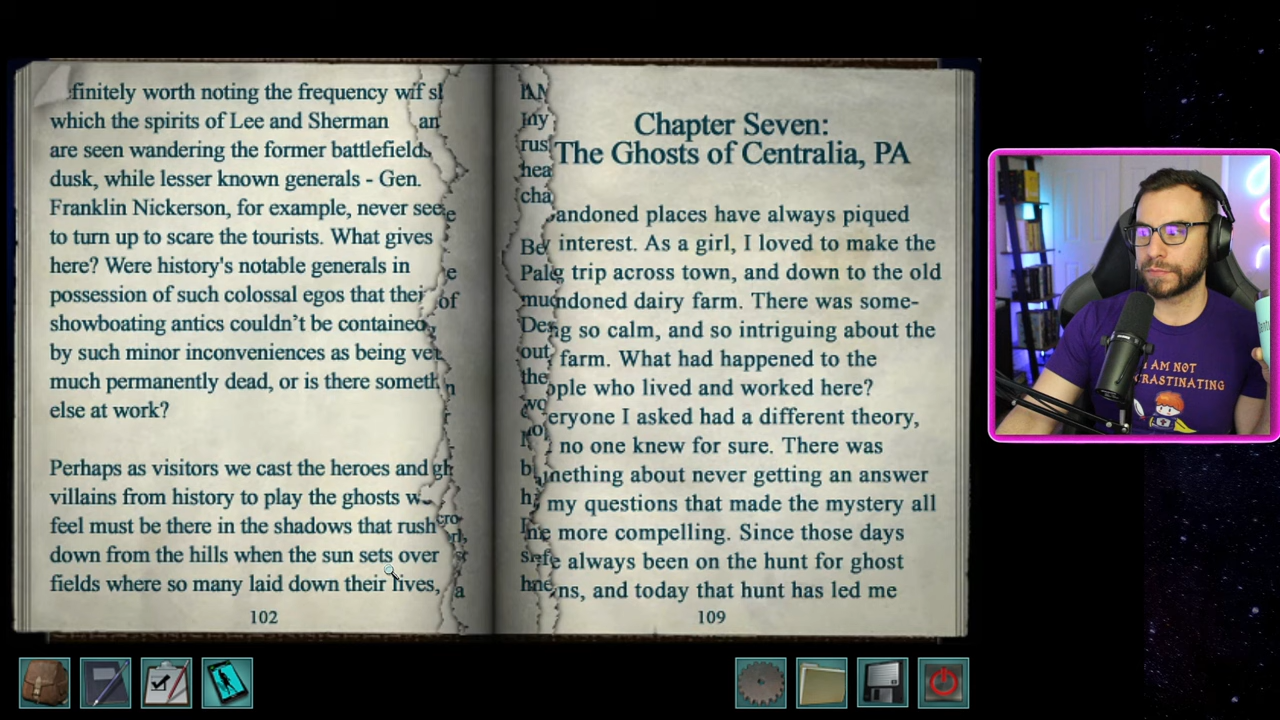 finitely worth noting the frequency
which the spirits of Lee and Sherman
are seen wandering the former battlefields
dusk, while lesser known generals - Gen.
Franklin Nickerson, for example, never see
to turn up to scare the tourists. What gives
here? Were history's notable generals in
possession of such colossal egos that their
showboating antics couldn't be contained
by such minor inconveniences as being
much permanently dead, or is there someth
else at work?
Perhaps as visitors we cast the heroes and
villains from history to play the ghosts
feel must be there in the shadows that rush
down from the hills when the sun sets over
fields where so many laid down their lives,
102
Chapter Seven:
The Ghosts of Centralia, PA
andoned places have always piqued
interest. As a girl, I loved to make the
g trip across town, and down to the old
ndoned dairy farm. There was some-
g so calm, and so intriguing about the
farm. What had happened to the
ople who lived and worked here?
eryone I asked had a different theory,
no one knew for sure. There was
mething about never getting an answer
my questions that made the mystery all
e more compelling. Since those days
e always been on the hunt for ghost
ns, and today that hunt has led me
109
I AM NOT
CRASTINATING